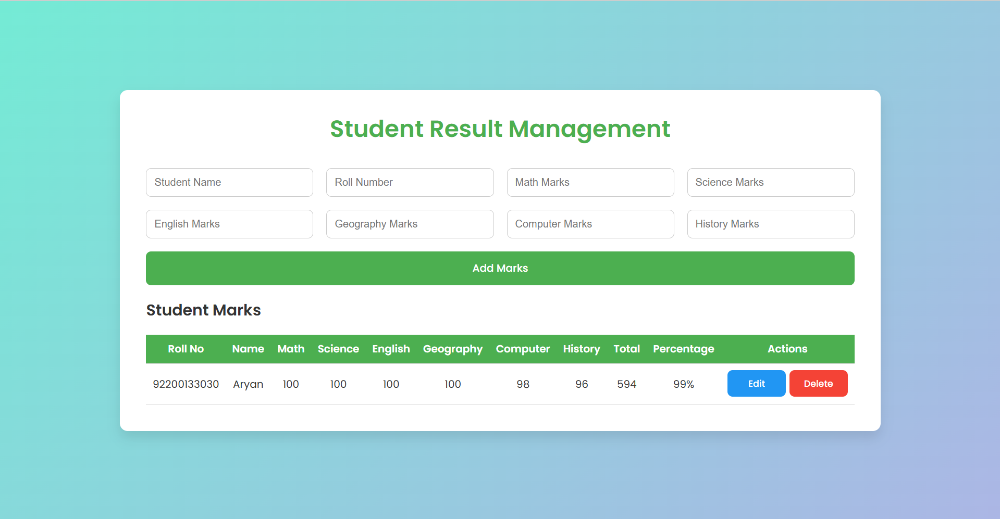 Student Result Management
Student Name Roll Number Math Marks Science Marks
English Marks Geography Marks Computer Marks History Marks
Add Marks
Student Marks
Roll No Name Math Science English Geography Computer History Total Percentage Actions
92200133030 Aryan 100 100 100 100 98 96 594 99% Edit Delete